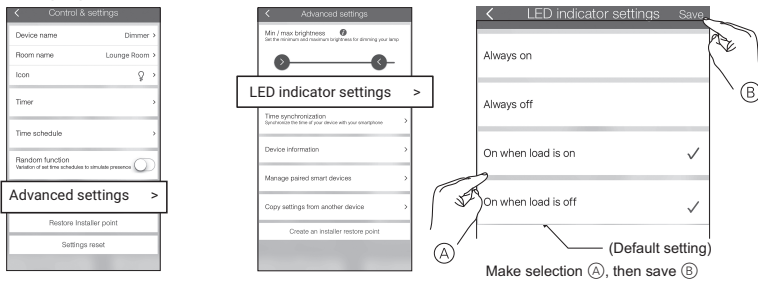 Control & settings
Device name Dimmer >
Room name Lounge Room >
Icon >
Timer >
Time schedule >
Random function
Variation of set time schedules to simulate presence
Advanced settings >
Restore Installer point
Settings reset
Advanced settings
Min / max brightness i
Set the minimum and maximum brightness for dimming your lamp
LED indicator settings >
Time synchronization >
Synchronize the time of your device with your smartphone
Device information >
Manage paired smart devices >
Copy settings from another device >
Create an installer restore point
LED indicator settings Save
Always on
Always off
On when load is on ✓
On when load is off ✓
A
B
(Default setting)
Make selection Ⓐ, then save Ⓑ